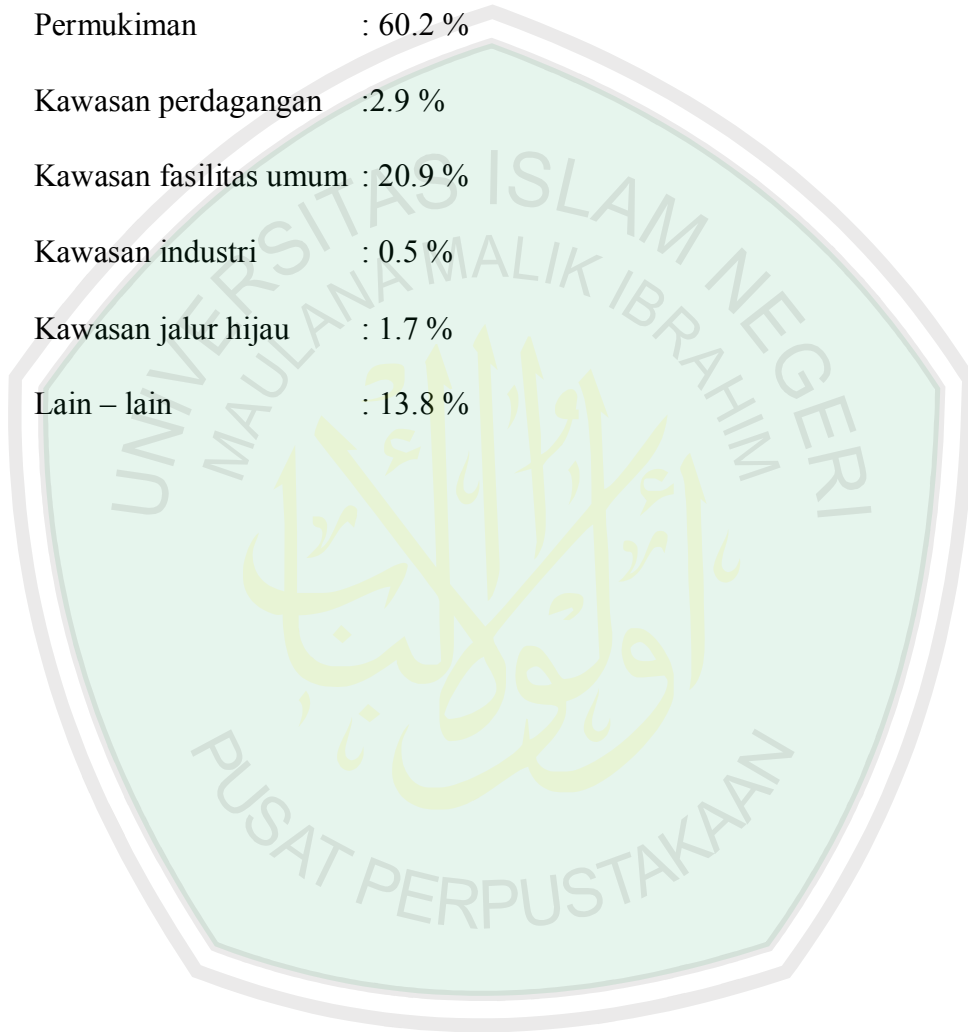 Permukiman : 60.2 %
Kawasan perdagangan :2.9 %
Kawasan fasilitas umum : 20.9 %
Kawasan industri : 0.5 %
Kawasan jalur hijau : 1.7 %
Lain – lain : 13.8 %
UNIVERSITAS ISLAM NEGERI
MAULANA MALIK IBRAHIM
PUSAT PERPUSTAKAAN